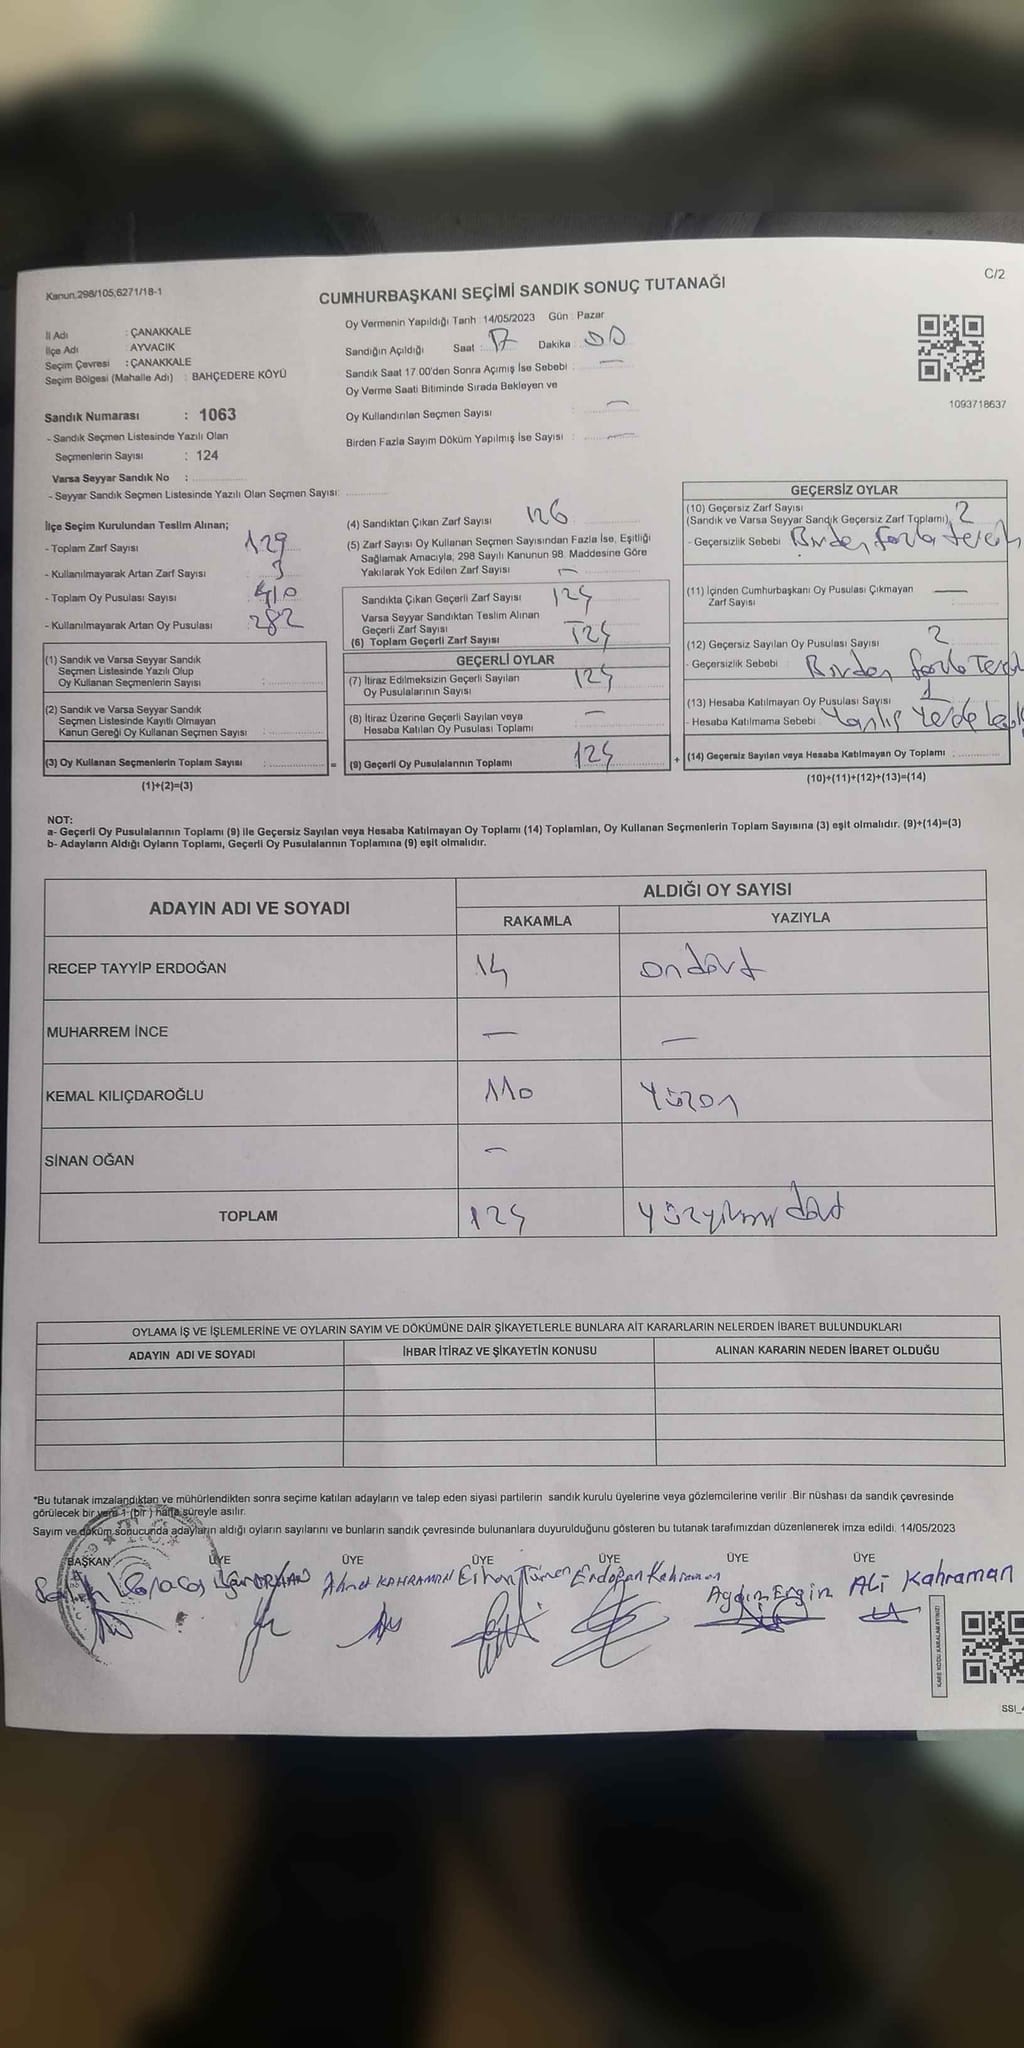 Kanun,298/105,6271/18-1
C/2
CUMHURBAŞKANI SEÇİMİ SANDIK SONUÇ TUTANAĞI
İl Adı : ÇANAKKALE
İlçe Adı : AYVACIK
Seçim Çevresi : ÇANAKKALE
Seçim Bölgesi (Mahalle Adı) : BAHÇEDERE KÖYÜ
Oy Vermenin Yapıldığı Tarih : 14/05/2023 Gün : Pazar
Sandığın Açıldığı Saat : 17 Dakika : 00
Sandık Saat 17 00'den Sonra Açımış İse Sebebi : —
Oy Verme Saati Bitiminde Sırada Bekleyen ve
Oy Kullandırılan Seçmen Sayısı : —
Birden Fazla Sayım Döküm Yapılmış İse Sayısı : —
1093718637
Sandık Numarası : 1063
- Sandık Seçmen Listesinde Yazılı Olan
Seçmenlerin Sayısı : 124
Varsa Seyyar Sandık No :
- Seyyar Sandık Seçmen Listesinde Yazılı Olan Seçmen Sayısı:
İlçe Seçim Kurulundan Teslim Alınan;
- Toplam Zarf Sayısı 129
- Kullanılmayarak Artan Zarf Sayısı : 3
- Toplam Oy Pusulası Sayısı : 410
- Kullanılmayarak Artan Oy Pusulası : 282
(1) Sandık ve Varsa Seyyar Sandık
Seçmen Listesinde Yazılı Olup
Oy Kullanan Seçmenlerin Sayısı :
(2) Sandık ve Varsa Seyyar Sandık
Seçmen Listesinde Kayıtlı Olmayan
Kanun Gereği Oy Kullanan Seçmen Sayısı :
(3) Oy Kullanan Seçmenlerin Toplam Sayısı :
(1)+(2)=(3)
(4) Sandıktan Çıkan Zarf Sayısı 126
(5) Zarf Sayısı Oy Kullanan Seçmen Sayısından Fazla İse, Eşitliği
Sağlamak Amacıyla, 298 Sayılı Kanunun 98. Maddesine Göre
Yakılarak Yok Edilen Zarf Sayısı : —
Sandıkta Çıkan Geçerli Zarf Sayısı 124
Varsa Seyyar Sandıktan Teslim Alınan
Geçerli Zarf Sayısı
(6) Toplam Geçerli Zarf Sayısı 124
GEÇERLİ OYLAR
(7) İtiraz Edilmeksizin Geçerli Sayılan
Oy Pusulalarının Sayısı 124
(8) İtiraz Üzerine Geçerli Sayılan veya
Hesaba Katılan Oy Pusulası Toplamı —
= (9) Geçerli Oy Pusulalarının Toplamı 124
GEÇERSİZ OYLAR
(10) Geçersiz Zarf Sayısı
(Sandık ve Varsa Seyyar Sandık Geçersiz Zarf Toplamı) 2
- Geçersizlik Sebebi Birden fazla tercih
(11) İçinden Cumhurbaşkanı Oy Pusulası Çıkmayan
Zarf Sayısı : —
(12) Geçersiz Sayılan Oy Pusulası Sayısı 2
- Geçersizlik Sebebi : Birden fazla Terci
(13) Hesaba Katılmayan Oy Pusulası Sayısı 1
- Hesaba Katılmama Sebebi : Yanlış Yerde
+ (14) Geçersiz Sayılan veya Hesaba Katılmayan Oy Toplamı :
(10)+(11)+(12)+(13)=(14)
NOT:
a- Geçerli Oy Pusulalarının Toplamı (9) ile Geçersiz Sayılan veya Hesaba Katılmayan Oy Toplamı (14) Toplamları, Oy Kullanan Seçmenlerin Toplam Sayısına (3) eşit olmalıdır. (9)+(14)=(3)
b- Adayların Aldığı Oyların Toplamı, Geçerli Oy Pusulalarının Toplamına (9) eşit olmalıdır.
ADAYIN ADI VE SOYADI
ALDIĞI OY SAYISI
RAKAMLA YAZIYLA
RECEP TAYYİP ERDOĞAN 14 ondört
MUHARREM İNCE — —
KEMAL KILIÇDAROĞLU 110 Yüzon
SİNAN OĞAN —
TOPLAM 124 Yüzyirmi dört
OYLAMA İŞ VE İŞLEMLERİNE VE OYLARIN SAYIM VE DÖKÜMÜNE DAİR ŞİKAYETLERLE BUNLARA AİT KARARLARIN NELERDEN İBARET BULUNDUKLARI
ADAYIN ADI VE SOYADI İHBAR İTİRAZ VE ŞİKAYETİN KONUSU ALINAN KARARIN NEDEN İBARET OLDUĞU
*Bu tutanak imzalandıktan ve mühürlendikten sonra seçime katılan adayların ve talep eden siyasi partilerin sandık kurulu üyelerine veya gözlemcilerine verilir Bir nüshası da sandık çevresinde
görülecek bir yere 1 (bir ) hafta süreyle asılır.
Sayım ve döküm sonucunda adayların aldığı oyların sayılarını ve bunların sandık çevresinde bulunanlara duyurulduğunu gösteren bu tutanak tarafımızdan düzenlenerek imza edildi. 14/05/2023
BAŞKAN ÜYE ÜYE ÜYE ÜYE ÜYE ÜYE
Ahmet KAHRAMAN Erdoğan Kahraman Aydın Ergin Ali Kahraman
KARE KODU KARALAMAYINIZ!
SSI_